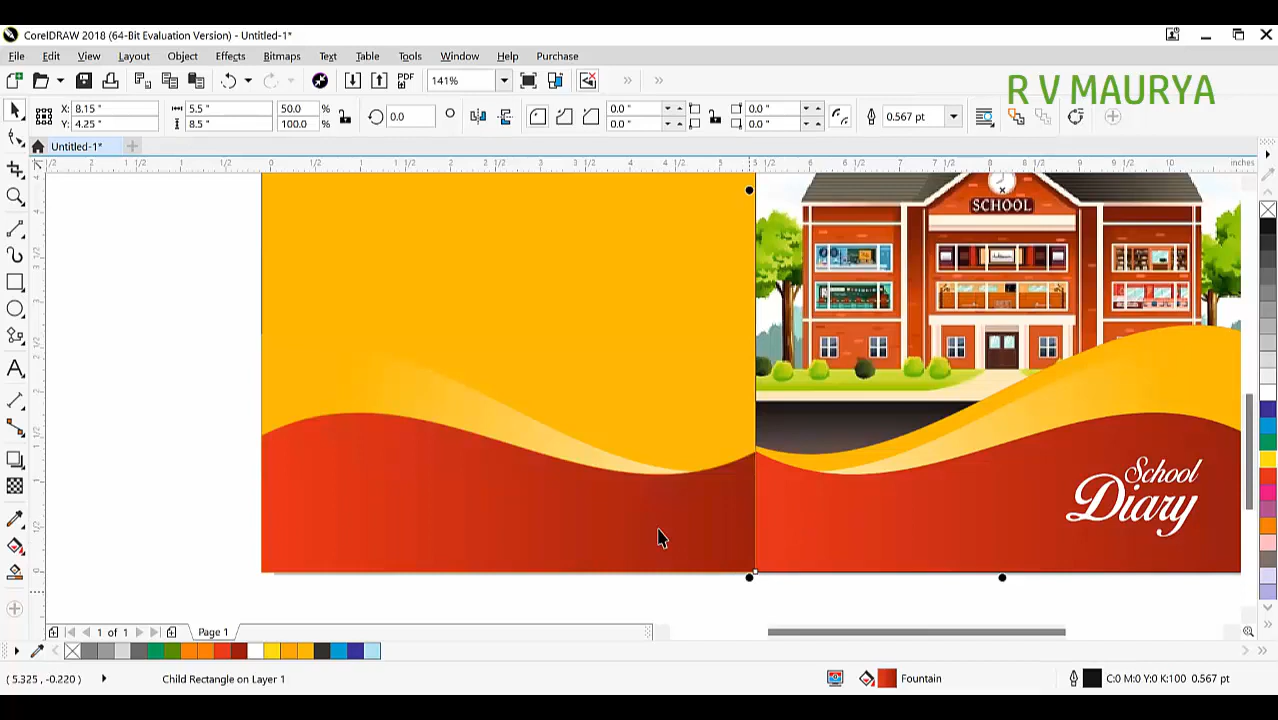 CorelDRAW 2018 (64-Bit Evaluation Version) - Untitled-1*
File Edit View Layout Object Effects Bitmaps Text Table Tools Window Help Purchase
PDF 141%
R V MAURYA
X: 8.15 " 5.5 " 50.0 % 0.0 0.0 " 0.0 " 0.567 pt
Y: 4.25 " 8.5 " 100.0 % 0.0 " 0.0 "
Untitled-1*
inches
SCHOOL
School
Diary
1 of 1 Page 1
( 5.325 , -0.220 ) Child Rectangle on Layer 1 Fountain C:0 M:0 Y:0 K:100 0.567 pt